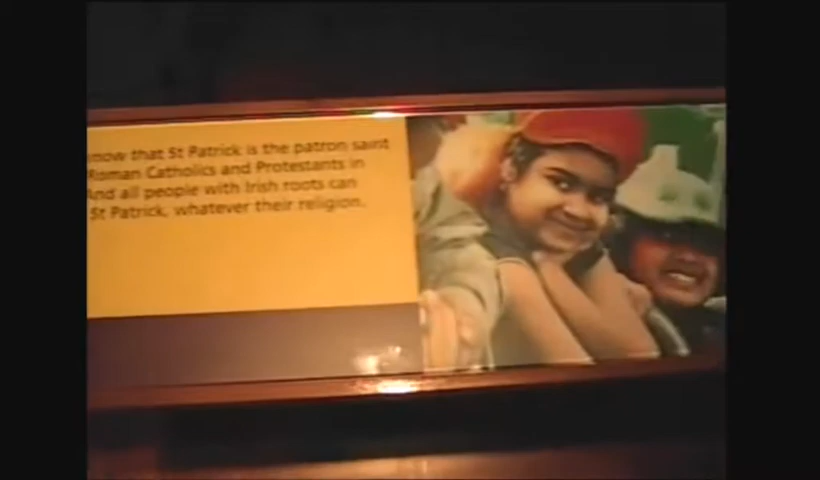 now that St Patrick is the patron saint
Roman Catholics and Protestants in
And all people with Irish roots can
St Patrick, whatever their religion.